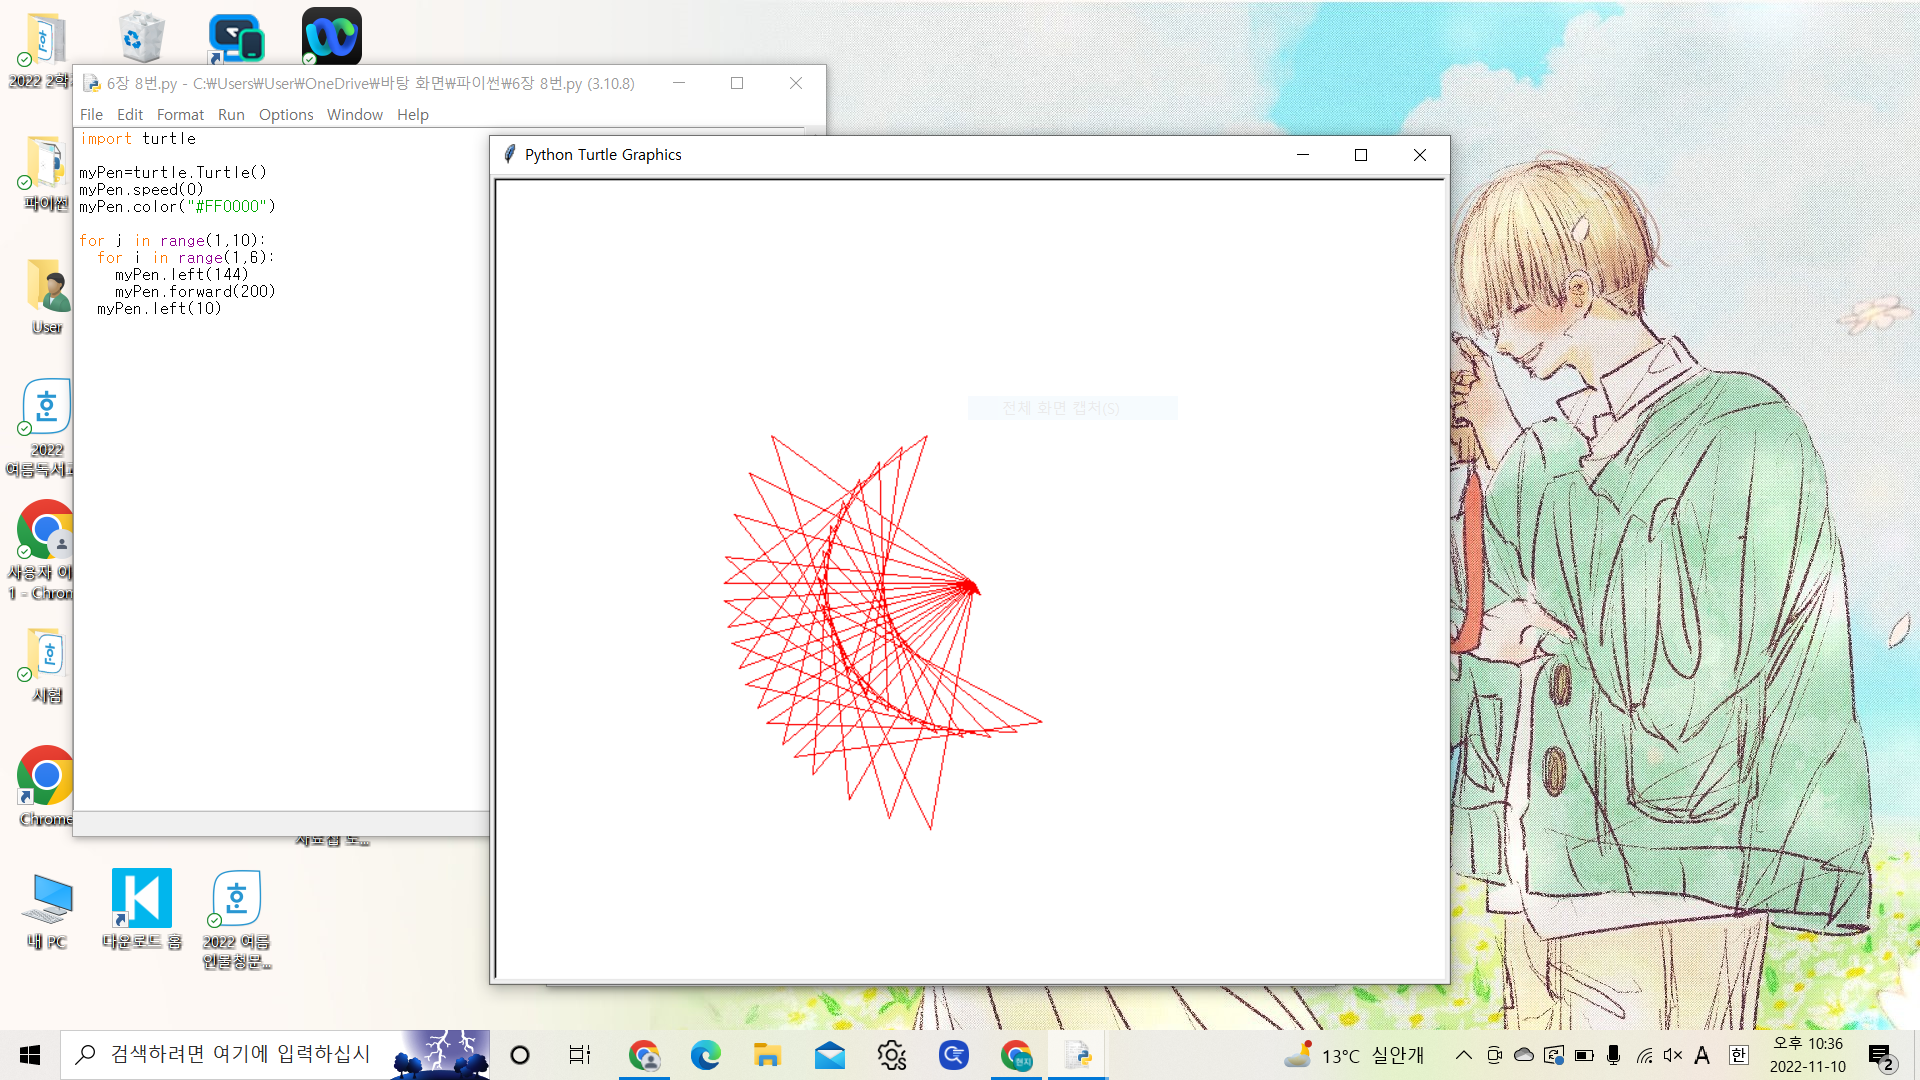 2022 2학
6장 8번.py - C:₩Users₩User₩OneDrive₩바탕 화면₩파이썬₩6장 8번.py (3.10.8)
File Edit Format Run Options Window Help
import turtle
myPen=turtle.Turtle()
myPen.speed(0)
myPen.color("#FF0000")
for j in range(1,10):
for i in range(1,6):
myPen.left(144)
myPen.forward(200)
myPen.left(10)
Python Turtle Graphics
전체 화면 캡처(S)
파이썬
User
2022
여름독서교
사용자 이
1 - Chrom
시험
Chrome
내 PC
다운로드 홈
2022 여름
인물청문...
검색하려면 여기에 입력하십시
13°C 실안개
A
한
오후 10:36
2022-11-10
2